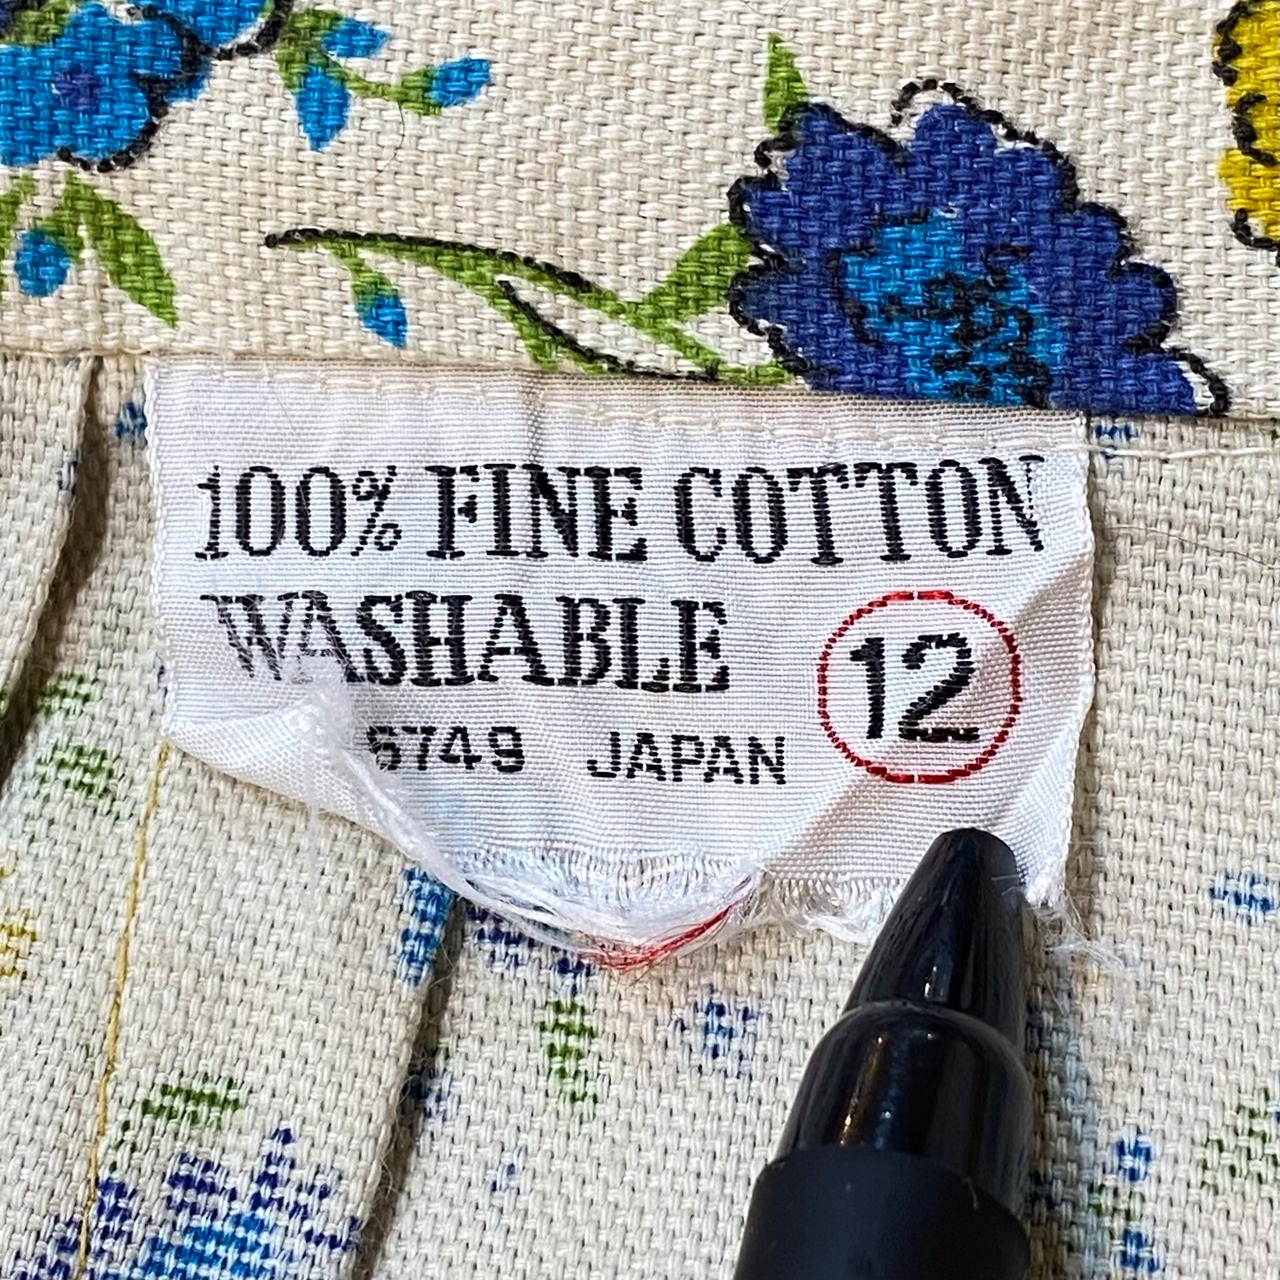 100% FINE COTTON
WASHABLE
12
6749 JAPAN